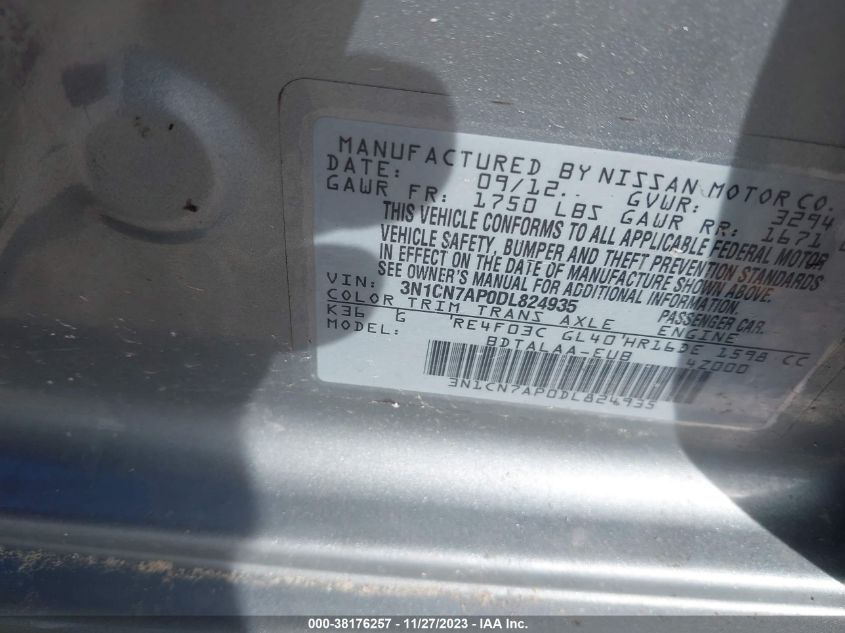 MANUFACTURED BY NISSAN MOTOR CO.
DATE: 09/12 GVWR: 3294
GAWR FR: 1750 LBS GAWR RR: 1671
THIS VEHICLE CONFORMS TO ALL APPLICABLE FEDERAL MOTOR
VEHICLE SAFETY, BUMPER AND THEFT PREVENTION STANDARDS
IN EFFECT ON THE DATE OF MANUFACTURE SHOWN ABOVE.
SEE OWNER'S MANUAL FOR ADDITIONAL INFORMATION.
VIN: 3N1CN7AP0DL824935 PASSENGER CAR.
COLOR TRIM TRANS AXLE ENGINE
K36 G RE4F03C GL40 HR16DE 1598 CC
MODEL: BDTALAA-EUB 4Z000
3N1CN7AP0DL824935
000-38176257 - 11/27/2023 - IAA Inc.